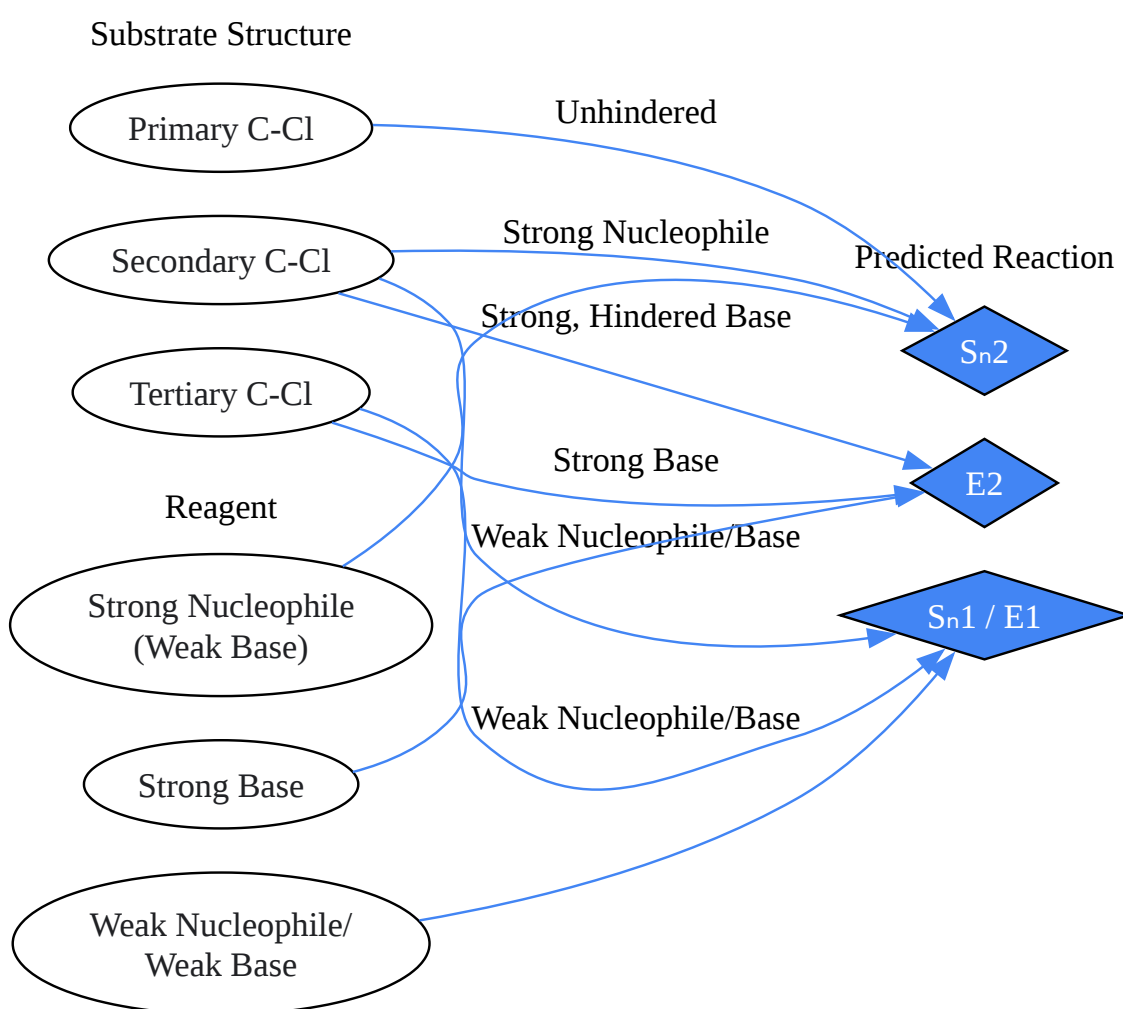 Substrate Structure
Primary C-Cl
Unhindered
Secondary C-Cl
Strong Nucleophile
Predicted Reaction
Strong, Hindered Base
Sₙ2
Tertiary C-Cl
Strong Base
E2
Reagent
Weak Nucleophile/Base
Strong Nucleophile
(Weak Base)
Sₙ1 / E1
Weak Nucleophile/Base
Strong Base
Weak Nucleophile/
Weak Base